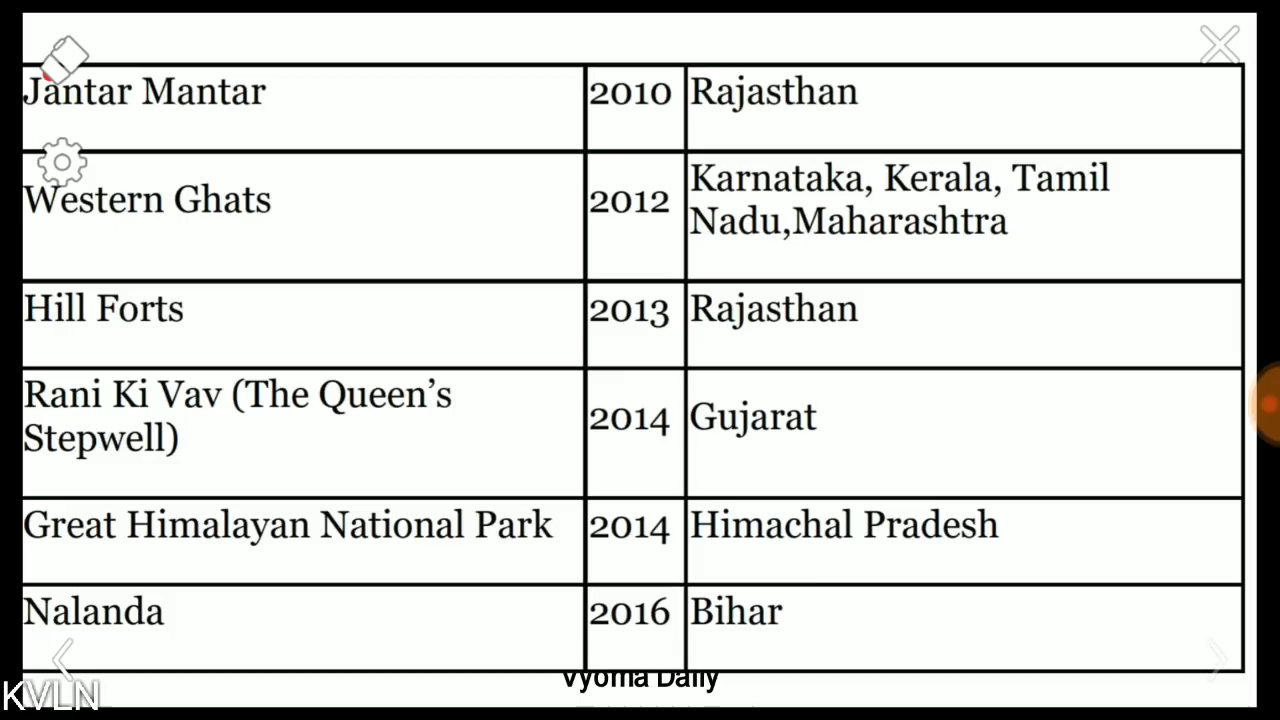 Jantar Mantar 2010 Rajasthan
Western Ghats 2012 Karnataka, Kerala, Tamil
Nadu,Maharashtra
Hill Forts 2013 Rajasthan
Rani Ki Vav (The Queen’s
Stepwell) 2014 Gujarat
Great Himalayan National Park 2014 Himachal Pradesh
Nalanda 2016 Bihar
Vyoma Daily
KVLN